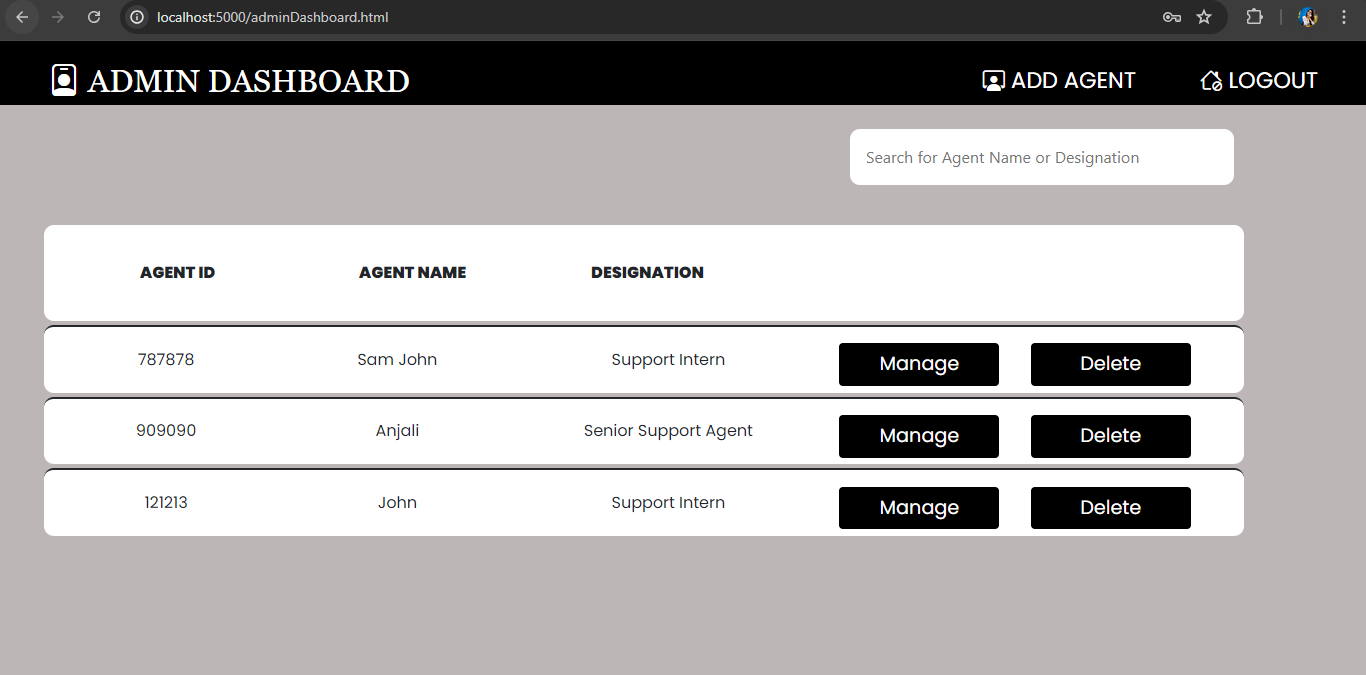 localhost:5000/adminDashboard.html
ADMIN DASHBOARD ADD AGENT LOGOUT
Search for Agent Name or Designation
AGENT ID AGENT NAME DESIGNATION
787878 Sam John Support Intern Manage Delete
909090 Anjali Senior Support Agent Manage Delete
121213 John Support Intern Manage Delete